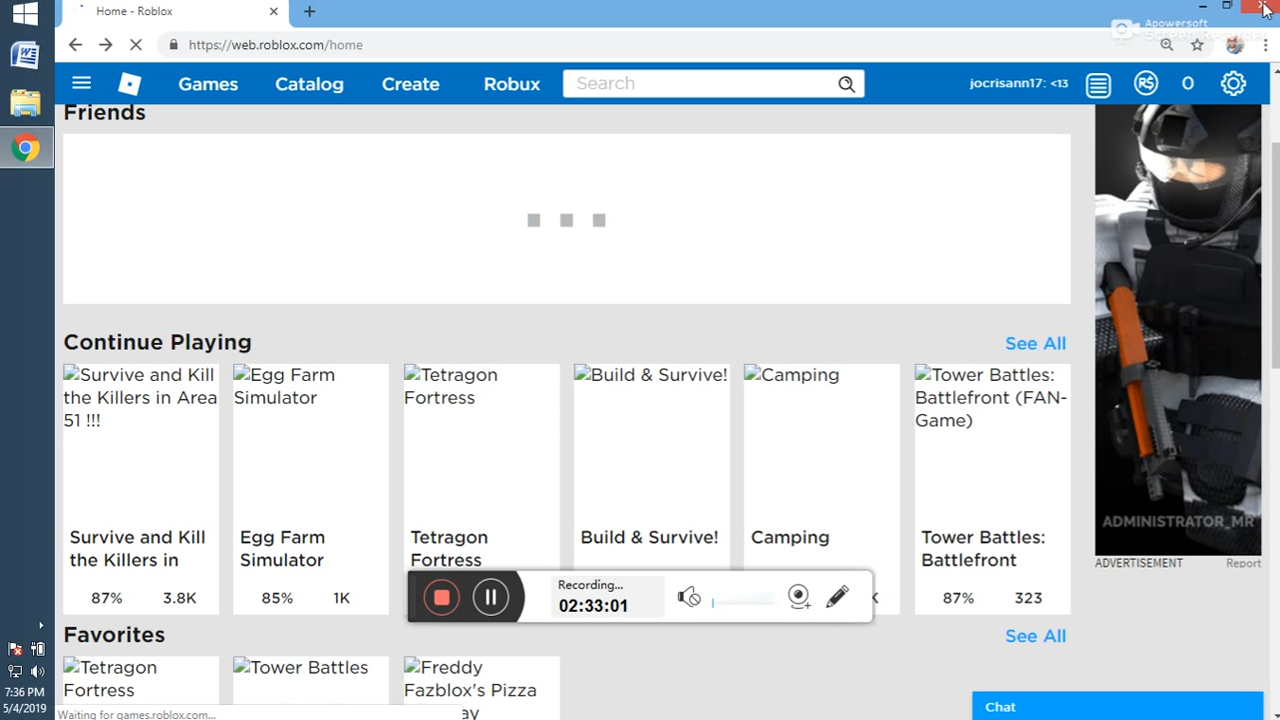 Home - Roblox
Apowersoft
Screen Recorder
https://web.roblox.com/home
Games
Catalog
Create
Robux
Search
jocrisann17: <13
R$
0
Friends
Continue Playing
See All
Survive and Kill
the Killers in Area
51 !!!
Egg Farm
Simulator
Tetragon
Fortress
Build & Survive!
Camping
Tower Battles:
Battlefront (FAN-
Game)
Survive and Kill
the Killers in
Egg Farm
Simulator
Tetragon
Fortress
Build & Survive!
Camping
Tower Battles:
Battlefront
87%
3.8K
85%
1K
K
87%
323
ADMINISTRATOR_MR
ADVERTISEMENT
Report
Recording...
02:33:01
Favorites
See All
Tetragon
Fortress
Tower Battles
Freddy
Fazblox's Pizza
ay
Chat
Waiting for games.roblox.com...
7:36 PM
5/4/2019